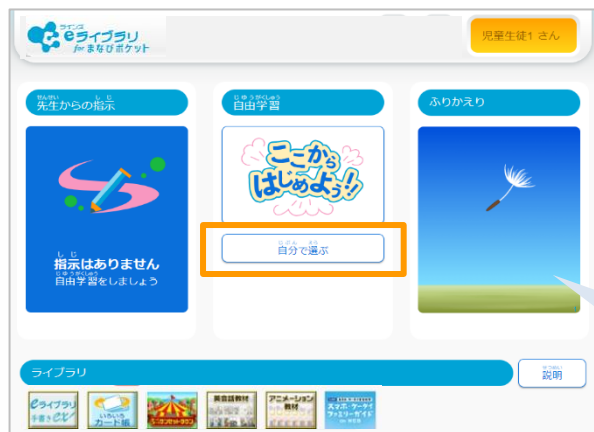 ラインズ
eライブラリ
for まなびポケット
児童生徒1 さん
せんせい しじ
先生からの指示
じゆうがくしゅう
自由学習
ふりかえり
ここから
はじめよう!!
じぶん えら
自分で選ぶ
しじ
指示はありません
じゆうがくしゅう
自由学習をしましょう
ライブラリ
せつめい
説明
eライブラリ
手書きex
いろいろ
カード帳
英会話教材
アニメーション
教材
スマホ・ケータイ
ファミリーガイド